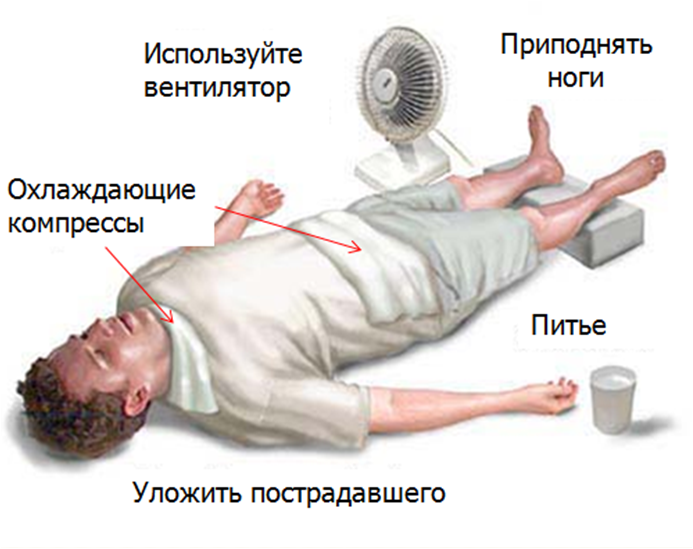 Используйте
вентилятор
Приподнять
ноги
Охлаждающие
компрессы
Питье
Уложить пострадавшего